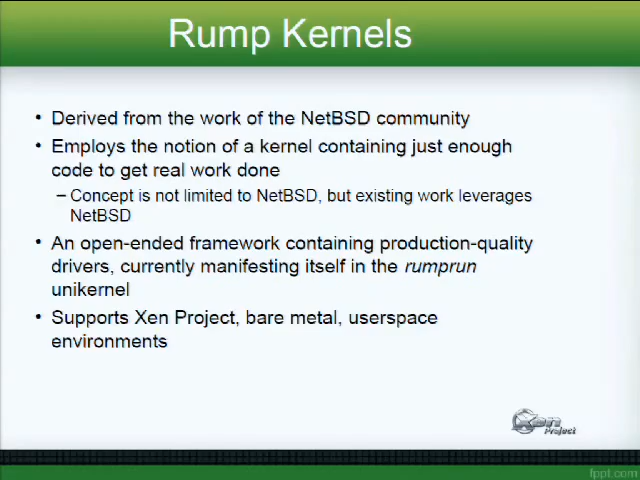 Rump Kernels
• Derived from the work of the NetBSD community
• Employs the notion of a kernel containing just enough
code to get real work done
– Concept is not limited to NetBSD, but existing work leverages
NetBSD
• An open-ended framework containing production-quality
drivers, currently manifesting itself in the rumprun
unikernel
• Supports Xen Project, bare metal, userspace
environments
Xen
Project
fppt.com